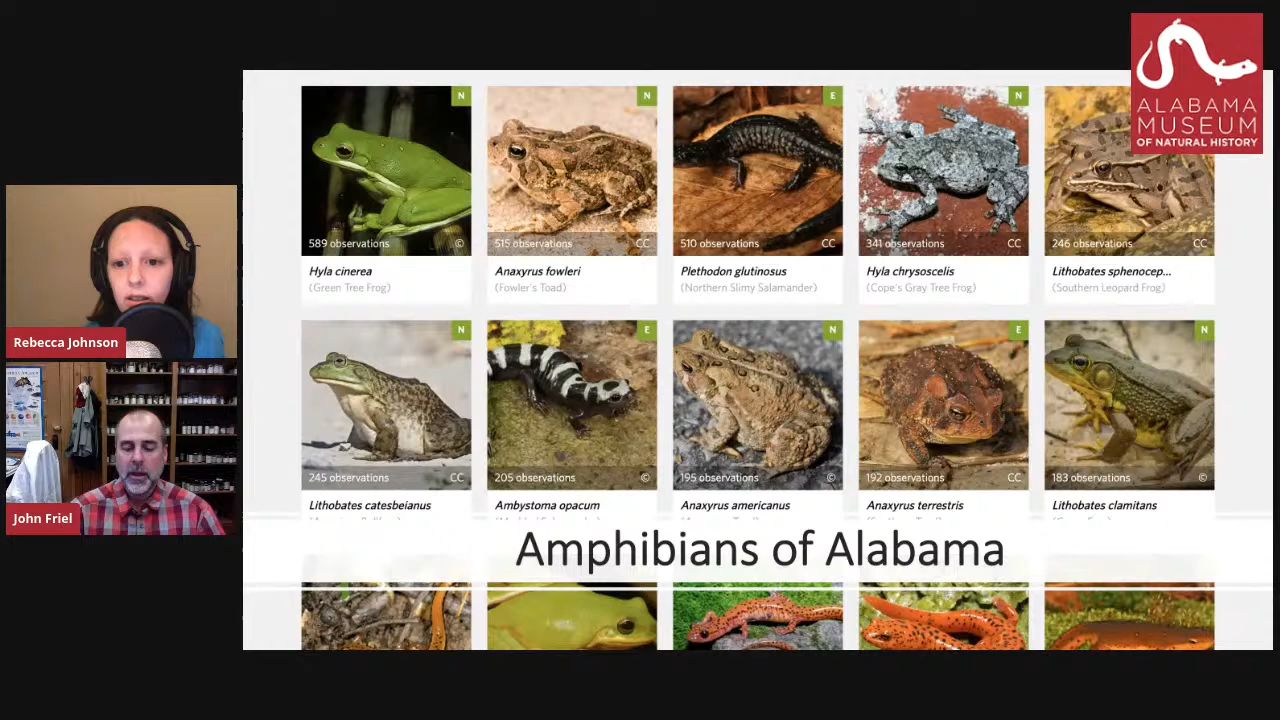 ALABAMA
MUSEUM
OF NATURAL HISTORY
N
N
E
N
589 observations
©
515 observations
CC
510 observations
CC
341 observations
CC
246 observations
CC
Hyla cinerea
(Green Tree Frog)
Anaxyrus fowleri
(Fowler's Toad)
Plethodon glutinosus
(Northern Slimy Salamander)
Hyla chrysoscelis
(Cope's Gray Tree Frog)
Lithobates sphenocep...
(Southern Leopard Frog)
N
E
N
E
N
245 observations
CC
205 observations
©
195 observations
©
192 observations
CC
183 observations
©
Lithobates catesbeianus
Ambystoma opacum
Anaxyrus americanus
Anaxyrus terrestris
Lithobates clamitans
Amphibians of Alabama
Rebecca Johnson
John Friel